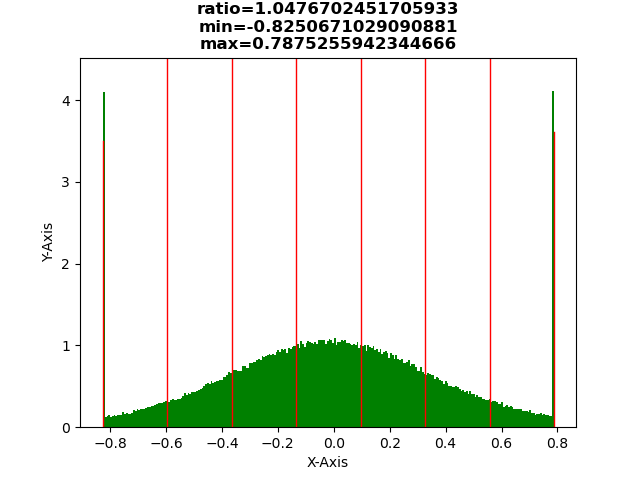 ratio=1.0476702451705933
min=-0.8250671029090881
max=0.7875255942344666
4
3
2
1
0
Y-Axis
−0.8 −0.6 −0.4 −0.2 0.0 0.2 0.4 0.6 0.8
X-Axis